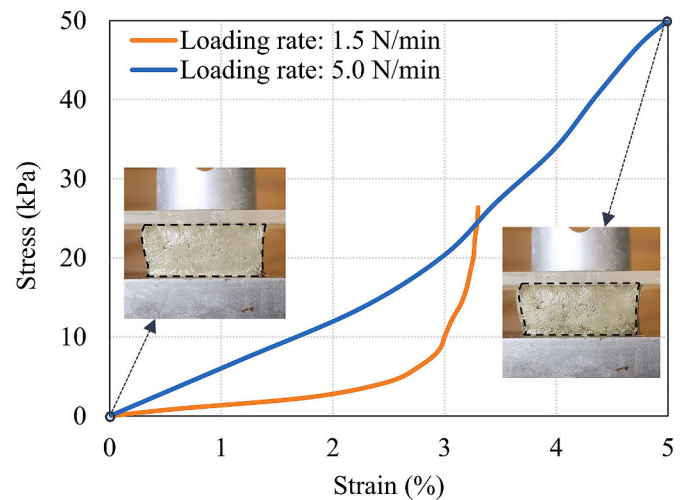 50
40
30
20
10
0
Stress (kPa)
Loading rate: 1.5 N/min
Loading rate: 5.0 N/min
0 1 2 3 4 5
Strain (%)